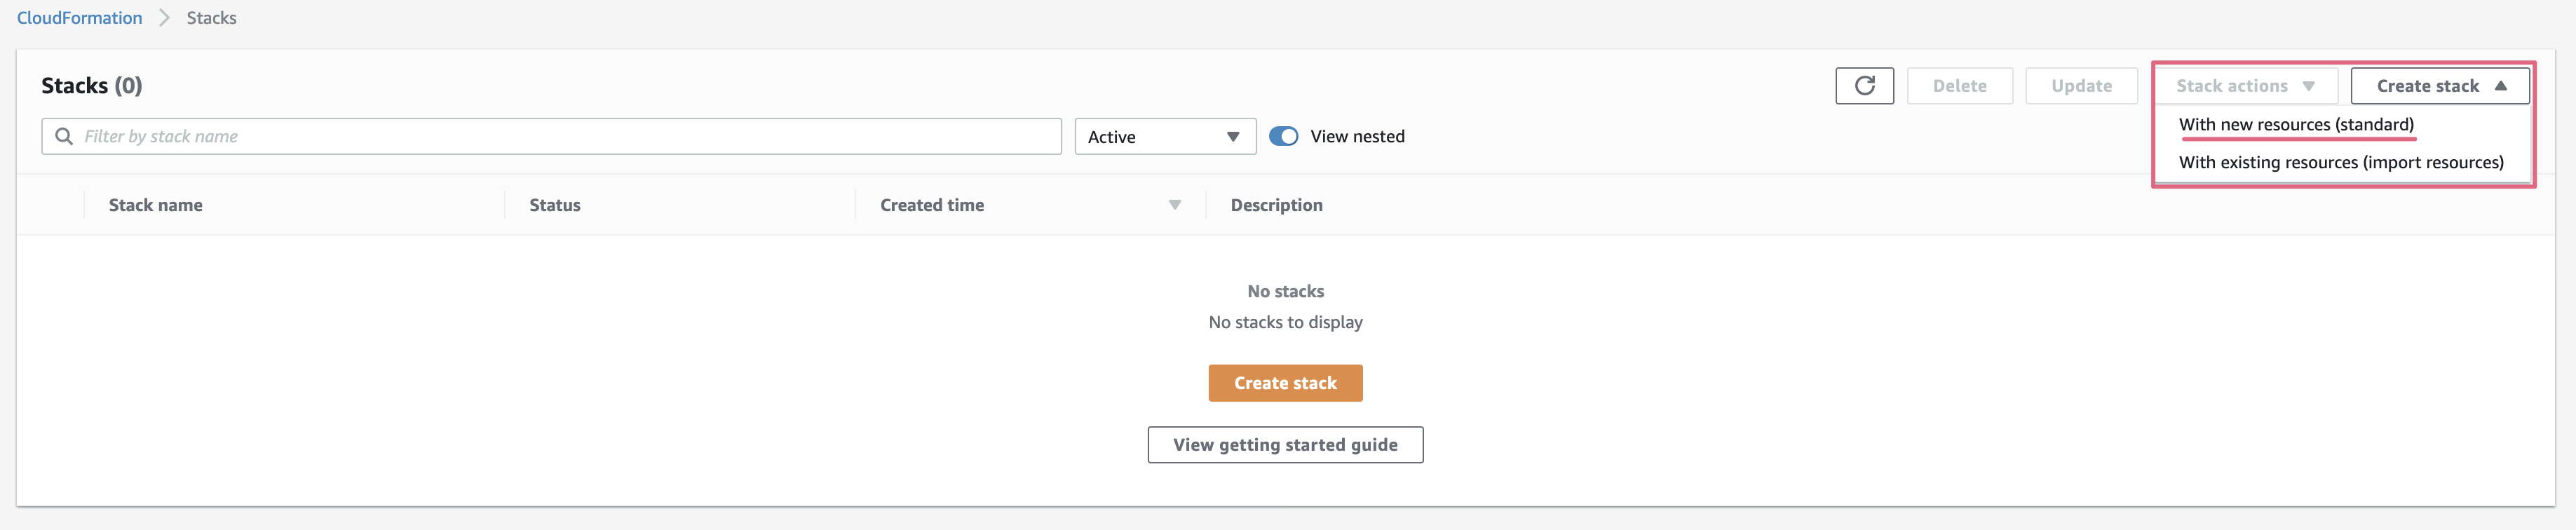 CloudFormation > Stacks
Stacks (0)
Delete
Update
Stack actions
Create stack
With new resources (standard)
With existing resources (import resources)
Filter by stack name
Active
View nested
Stack name
Status
Created time
Description
No stacks
No stacks to display
Create stack
View getting started guide